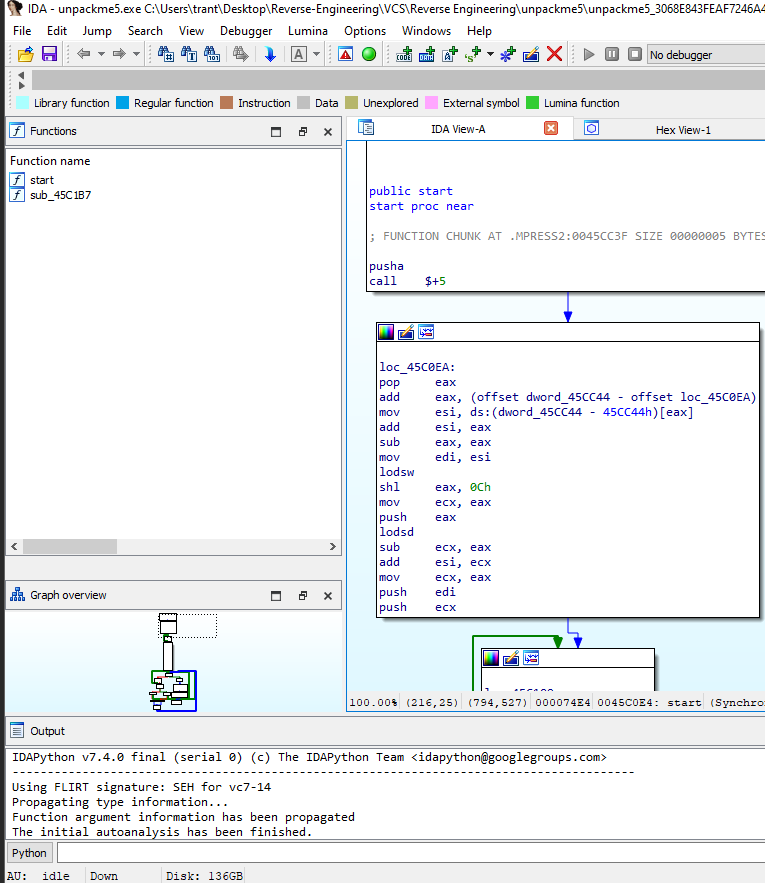 IDA - unpackme5.exe C:\Users\trant\Desktop\Reverse-Engineering\VCS\Reverse Engineering\unpackme5\unpackme5_3068E843FEAF7246A4
File Edit Jump Search View Debugger Lumina Options Windows Help
No debugger
Library function Regular function Instruction Data Unexplored External symbol Lumina function
Functions
IDA View-A
Hex View-1
Function name
start
sub_45C1B7
public start
start proc near
; FUNCTION CHUNK AT .MPRESS2:0045CC3F SIZE 00000005 BYTES
pusha
call $+5
loc_45C0EA:
pop eax
add eax, (offset dword_45CC44 - offset loc_45C0EA)
mov esi, ds:(dword_45CC44 - 45CC44h)[eax]
add esi, eax
sub eax, eax
mov edi, esi
lodsw
shl eax, 0Ch
mov ecx, eax
push eax
lodsd
sub ecx, eax
add esi, ecx
mov ecx, eax
push edi
push ecx
Graph overview
100.00% (216,25) (794,527) 000074E4 0045C0E4: start (Synchro
Output
IDAPython v7.4.0 final (serial 0) (c) The IDAPython Team <idapython@googlegroups.com>
Using FLIRT signature: SEH for vc7-14
Propagating type information...
Function argument information has been propagated
The initial autoanalysis has been finished.
Python
AU: idle Down Disk: 136GB